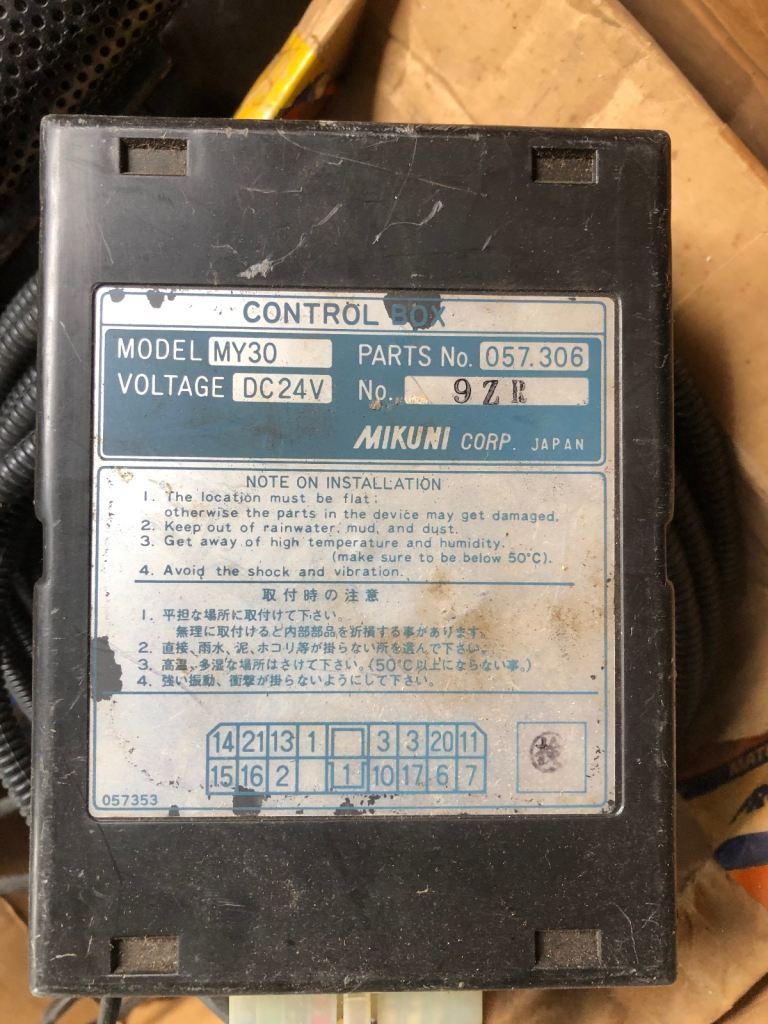 CONTROL BOX
MODEL MY30 PARTS No. 057.306
VOLTAGE DC24V No. 9ZR
MIKUNI CORP. JAPAN
NOTE ON INSTALLATION
1. The location must be flat;
otherwise the parts in the device may get damaged.
2. Keep out of rainwater, mud, and dust.
3. Get away of high temperature and humidity.
(make sure to be below 50°C).
4. Avoid the shock and vibration.
取付時の注意
1. 平担な場所に取付けて下さい。
無理に取付けると内部部品を折損する事があります。
2. 直接、雨水、泥、ホコリ等が掛らない所を選んで下さい。
3. 高温、多湿な場所はさけて下さい。(50°C以上にならない事。)
4. 強い振動、衝撃が掛らないようにして下さい。
14 21 13 1 3 3 20 11
15 16 2 1 10 17 6 7
057353